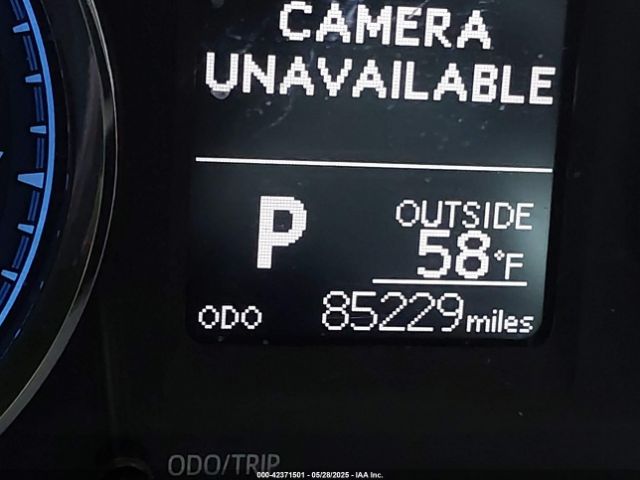 CAMERA
UNAVAILABLE
P
OUTSIDE
58°F
ODO 85229 miles
ODO/TRIP
000-42371501 - 05/28/2025 - IAA Inc.